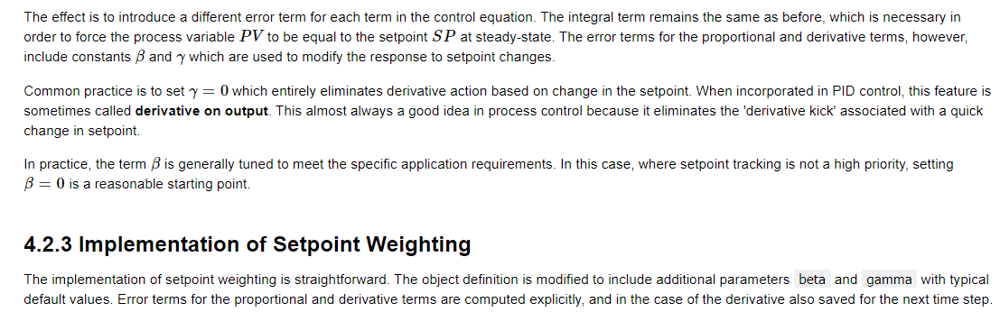 The effect is to introduce a different error term for each term in the control equation. The integral term remains the same as before, which is necessary in
order to force the process variable PV to be equal to the setpoint SP at steady-state. The error terms for the proportional and derivative terms, however,
include constants β and γ which are used to modify the response to setpoint changes.
Common practice is to set γ = 0 which entirely eliminates derivative action based on change in the setpoint. When incorporated in PID control, this feature is
sometimes called derivative on output. This almost always a good idea in process control because it eliminates the 'derivative kick' associated with a quick
change in setpoint.
In practice, the term β is generally tuned to meet the specific application requirements. In this case, where setpoint tracking is not a high priority, setting
β = 0 is a reasonable starting point.
4.2.3 Implementation of Setpoint Weighting
The implementation of setpoint weighting is straightforward. The object definition is modified to include additional parameters beta and gamma with typical
default values. Error terms for the proportional and derivative terms are computed explicitly, and in the case of the derivative also saved for the next time step.